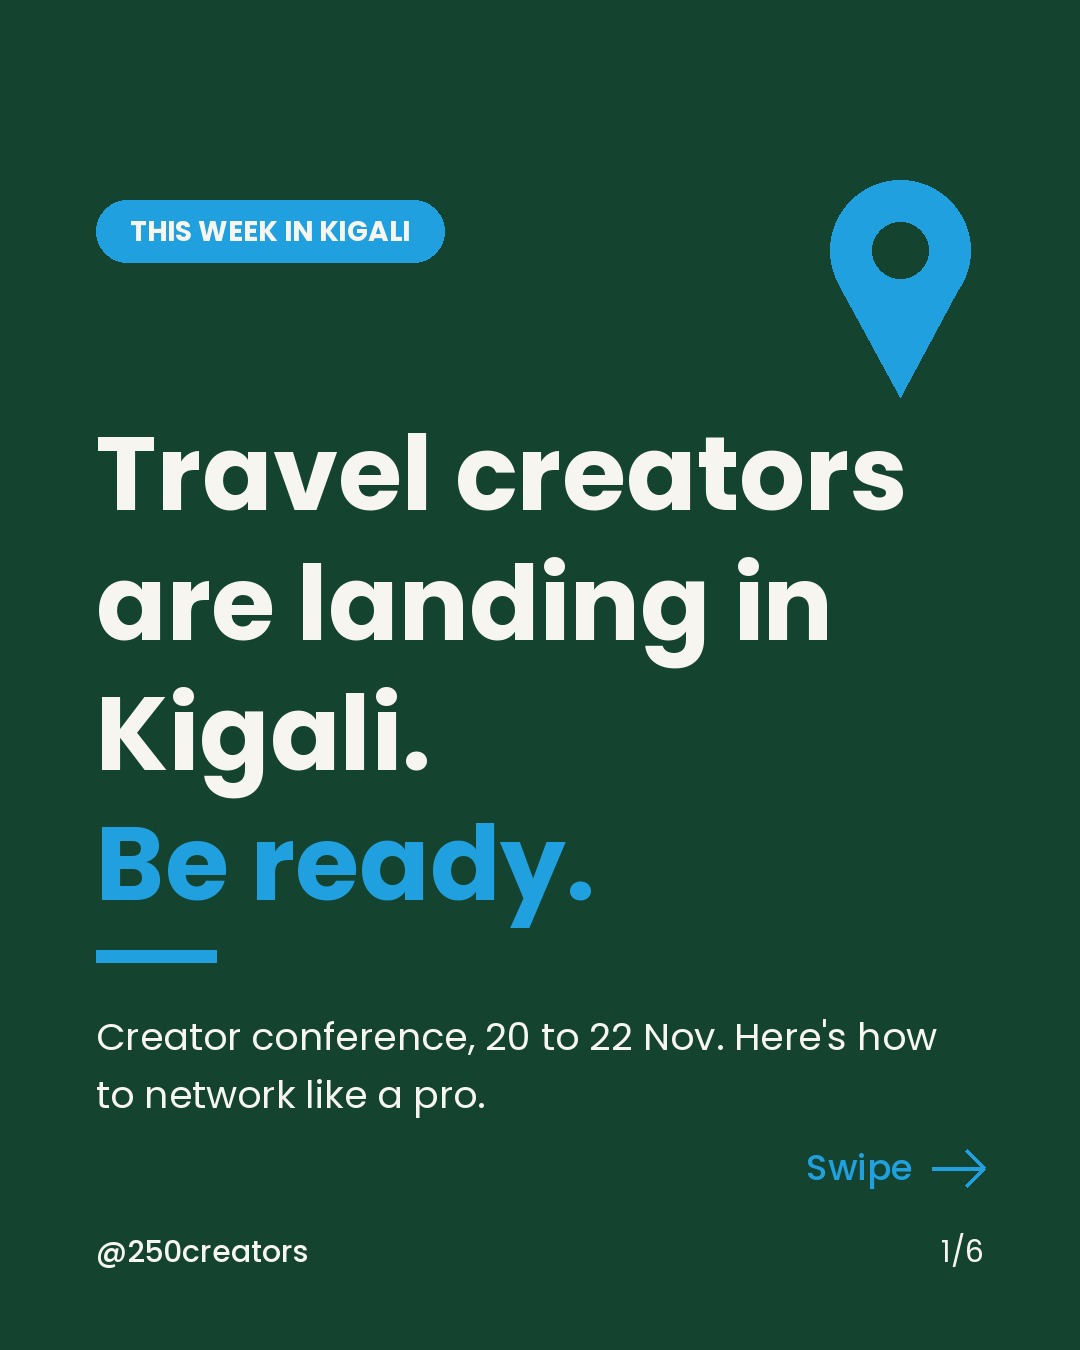 THIS WEEK IN KIGALI
Travel creators
are landing in
Kigali.
Be ready.
Creator conference, 20 to 22 Nov. Here's how
to network like a pro.
Swipe
@250creators
1/6